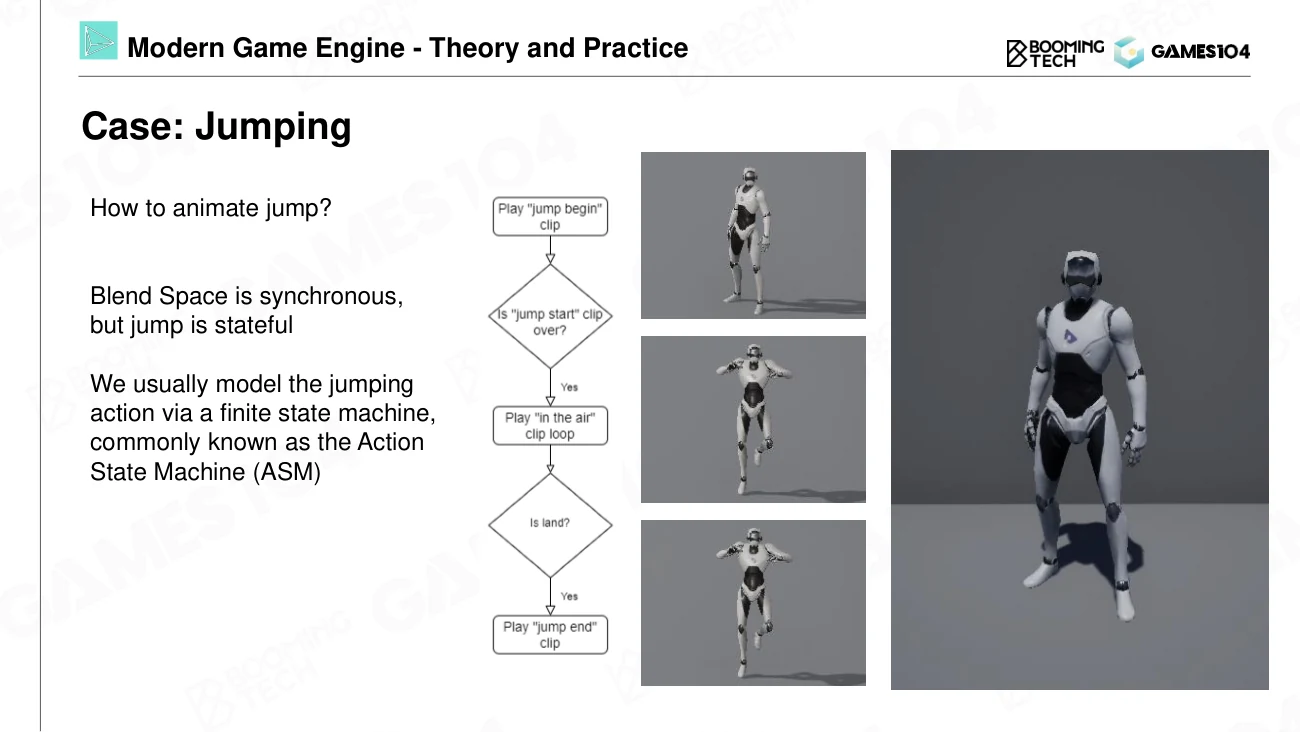 Modern Game Engine - Theory and Practice
BOOMING
TECH
GAMES104
Case: Jumping
How to animate jump?
Blend Space is synchronous,
but jump is stateful
We usually model the jumping
action via a finite state machine,
commonly known as the Action
State Machine (ASM)
Play "jump begin"
clip
Is "jump start" clip
over?
Yes
Play "in the air"
clip loop
Is land?
Yes
Play "jump end"
clip